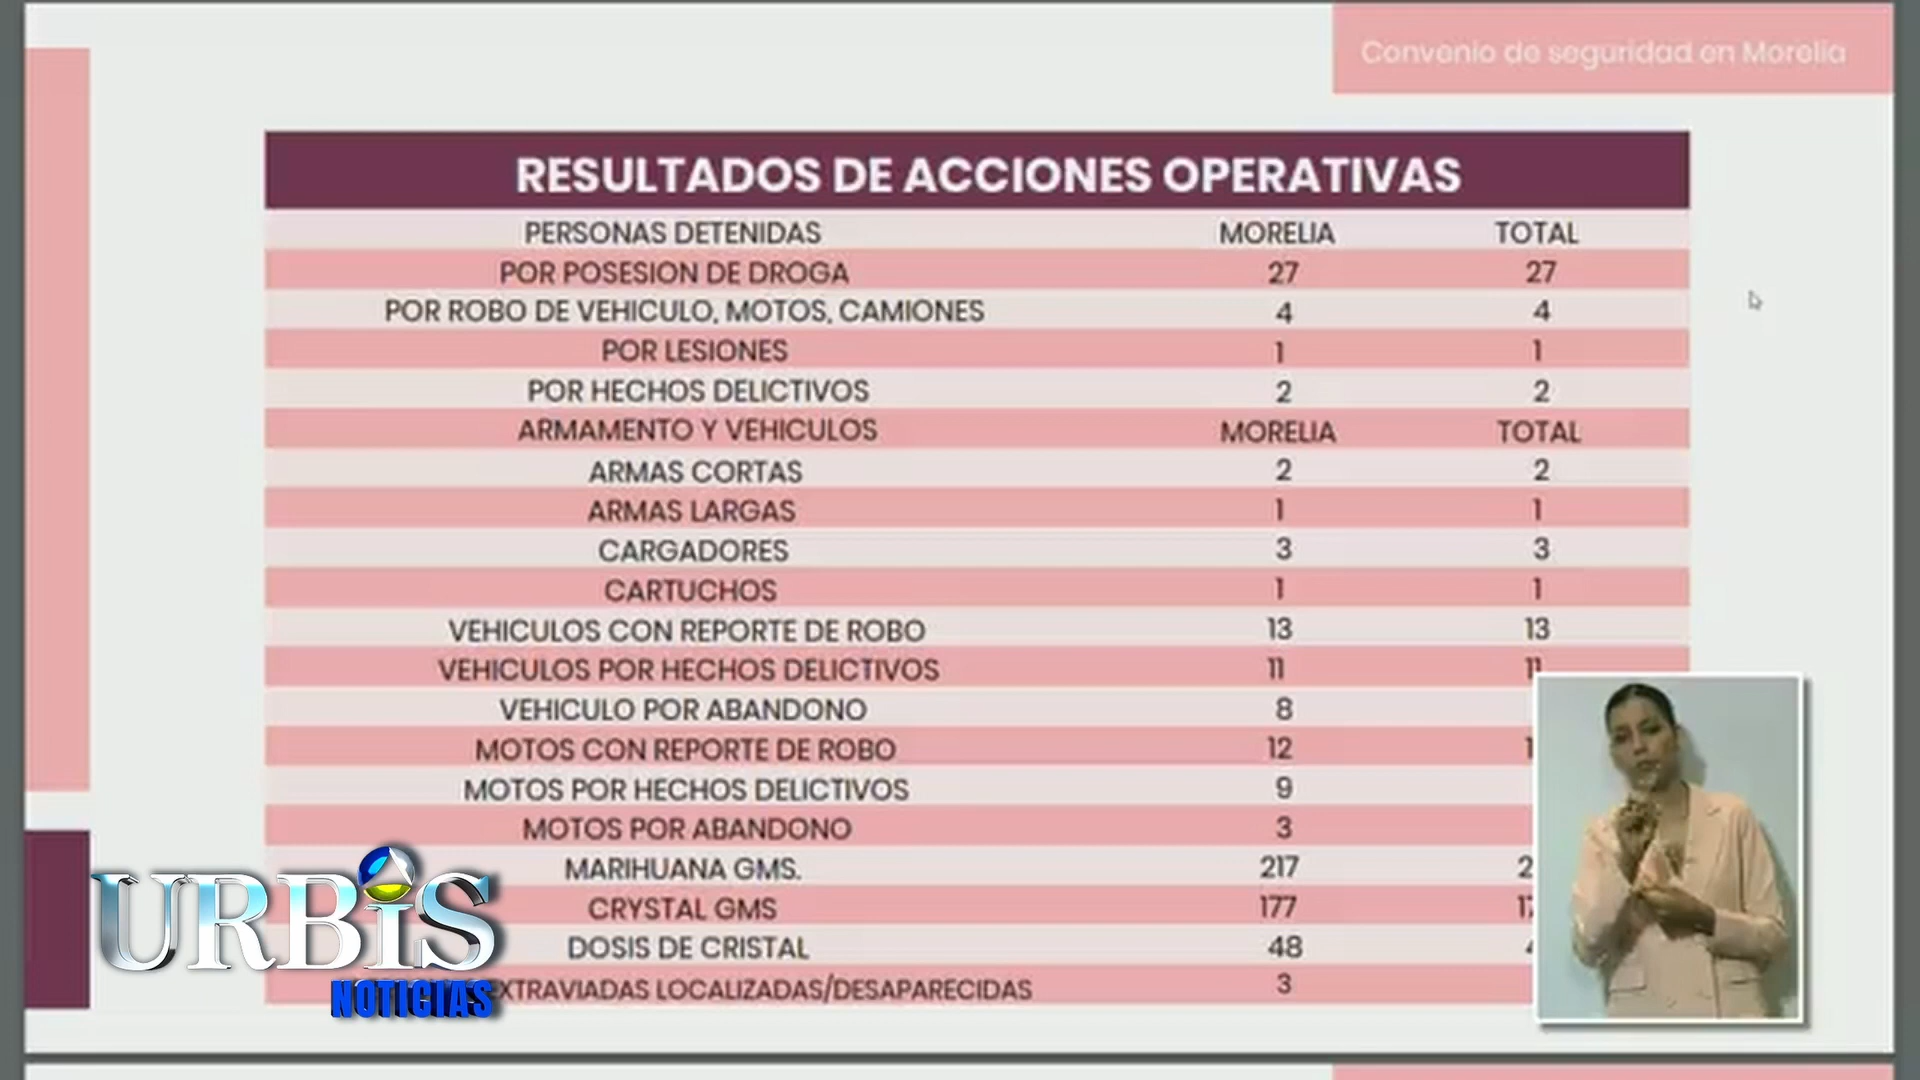 Convenio de seguridad en Morelia
RESULTADOS DE ACCIONES OPERATIVAS
PERSONAS DETENIDAS MORELIA TOTAL
POR POSESION DE DROGA 27 27
POR ROBO DE VEHICULO, MOTOS, CAMIONES 4 4
POR LESIONES 1 1
POR HECHOS DELICTIVOS 2 2
ARMAMENTO Y VEHICULOS MORELIA TOTAL
ARMAS CORTAS 2 2
ARMAS LARGAS 1 1
CARGADORES 3 3
CARTUCHOS 1 1
VEHICULOS CON REPORTE DE ROBO 13 13
VEHICULOS POR HECHOS DELICTIVOS 11 11
VEHICULO POR ABANDONO 8
MOTOS CON REPORTE DE ROBO 12
MOTOS POR HECHOS DELICTIVOS 9
MOTOS POR ABANDONO 3
MARIHUANA GMS. 217
CRYSTAL GMS 177
DOSIS DE CRISTAL 48
LOCALIZADAS/DESAPARECIDAS 3
URBIS
NOTICIAS